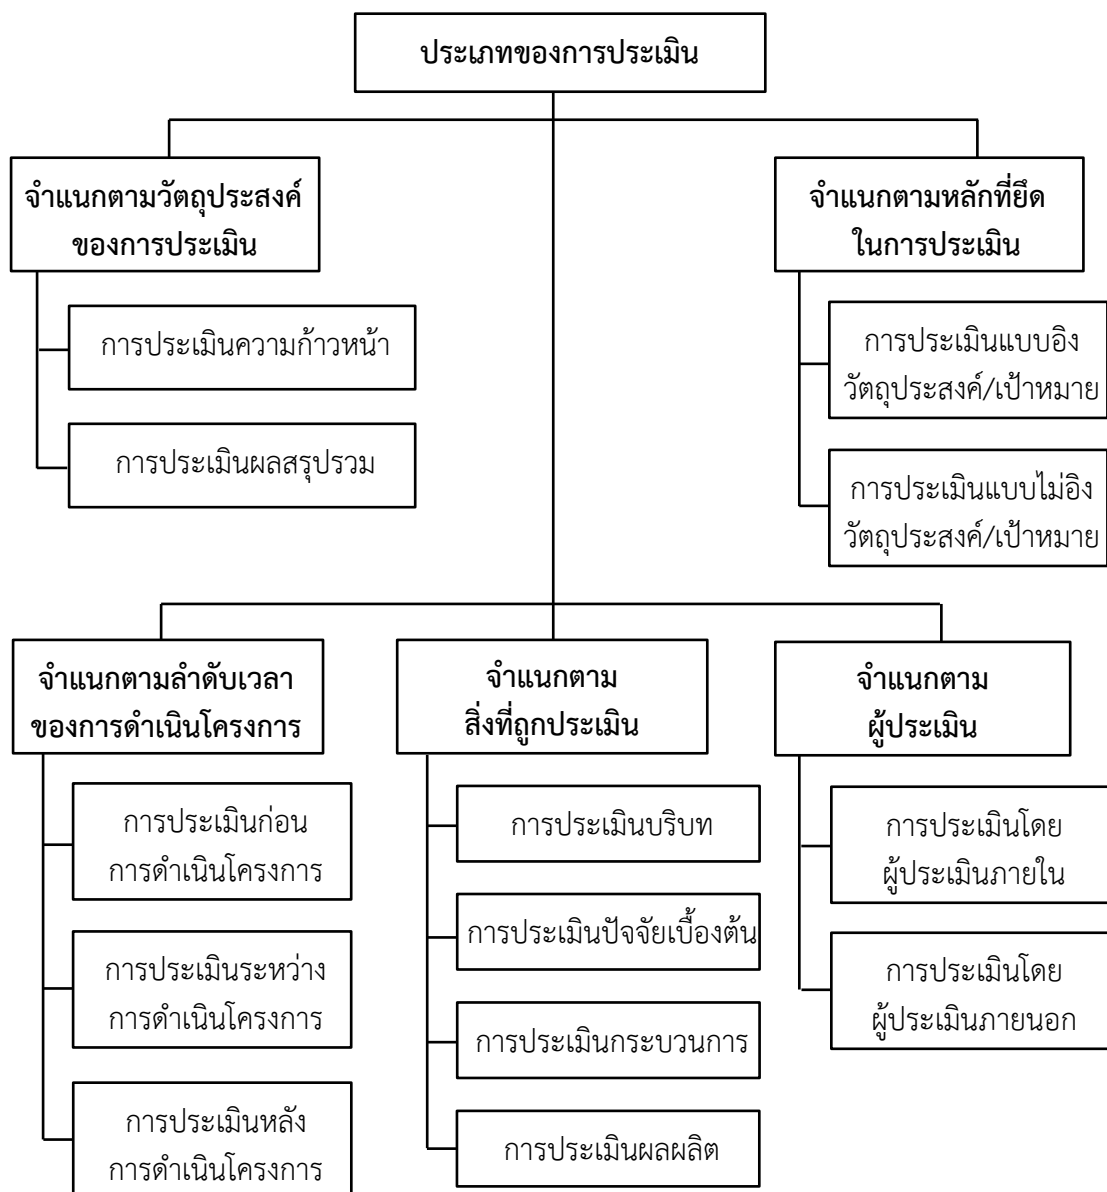 ประเภทของการประเมิน
จำแนกตามวัตถุประสงค์
ของการประเมิน
การประเมินความก้าวหน้า
การประเมินผลสรุปรวม
จำแนกตามหลักที่ยึด
ในการประเมิน
การประเมินแบบอิง
วัตถุประสงค์/เป้าหมาย
การประเมินแบบไม่อิง
วัตถุประสงค์/เป้าหมาย
จำแนกตามลำดับเวลา
ของการดำเนินโครงการ
การประเมินก่อน
การดำเนินโครงการ
การประเมินระหว่าง
การดำเนินโครงการ
การประเมินหลัง
การดำเนินโครงการ
จำแนกตาม
สิ่งที่ถูกประเมิน
การประเมินบริบท
การประเมินปัจจัยเบื้องต้น
การประเมินกระบวนการ
การประเมินผลผลิต
จำแนกตาม
ผู้ประเมิน
การประเมินโดย
ผู้ประเมินภายใน
การประเมินโดย
ผู้ประเมินภายนอก